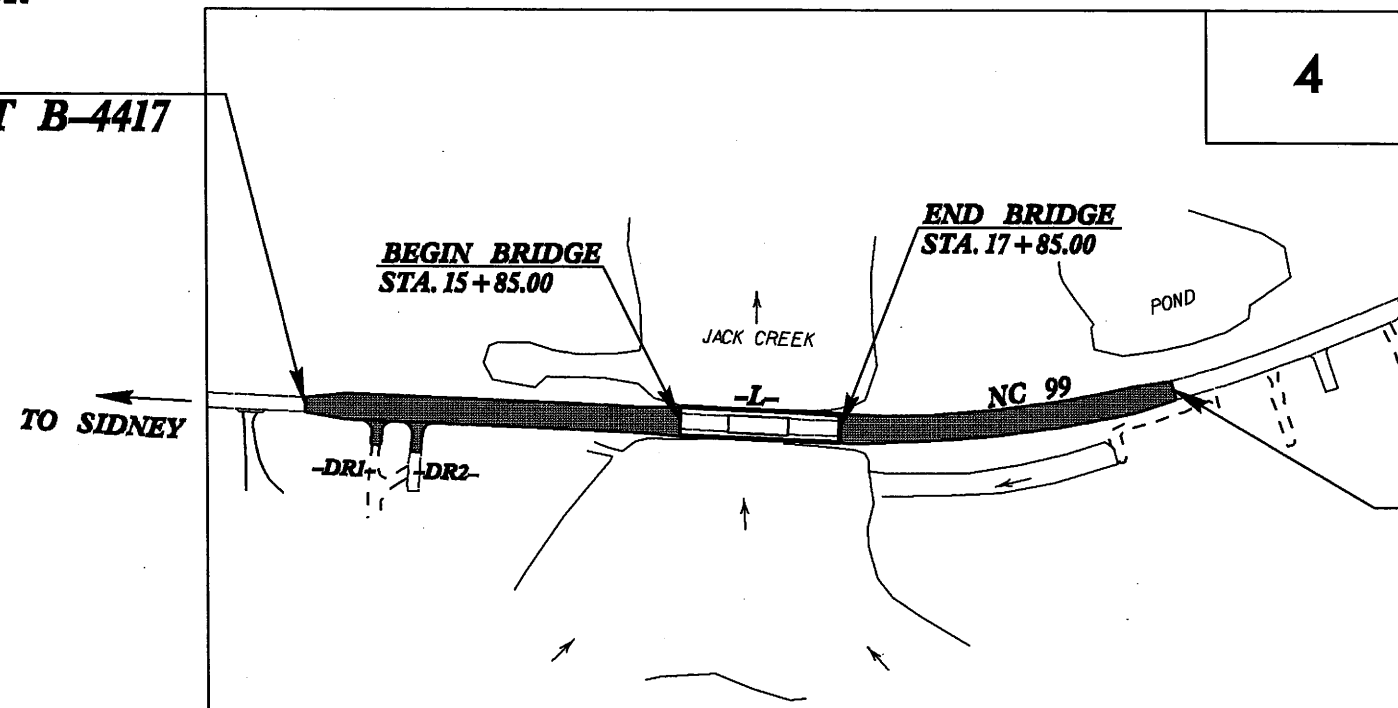 4
T B–4417
END BRIDGE
STA. 17+85.00
BEGIN BRIDGE
STA. 15+85.00
POND
JACK CREEK
–L–
NC 99
TO SIDNEY
–DR1–
–DR2–